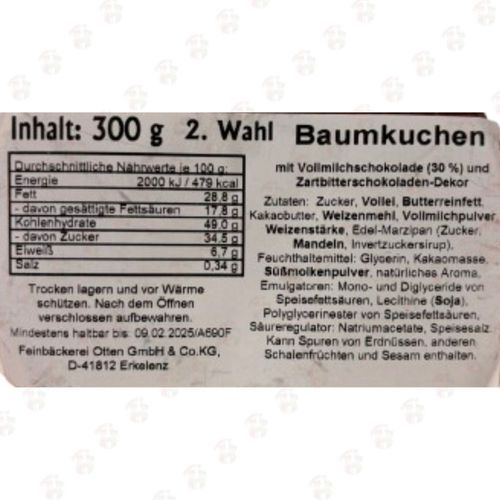 Inhalt: 300 g 2. Wahl
Durchschnittliche Nährwerte je 100 g:
Energie 2000 kJ / 479 kcal
Fett 28,8 g
- davon gesättigte Fettsäuren 17,8 g
Kohlenhydrate 49,0 g
- davon Zucker 34,5 g
Eiweiß 6,7 g
Salz 0,34 g
Trocken lagern und vor Wärme
schützen. Nach dem Öffnen
verschlossen aufbewahren.
Mindestens haltbar bis: 09.02.2025/A690F
Feinbäckerei Otten GmbH & Co.KG,
D-41812 Erkelenz
Baumkuchen
mit Vollmilchschokolade (30 %) und
Zartbitterschokoladen-Dekor
Zutaten: Zucker, Vollei, Butterreinfett,
Kakaobutter, Weizenmehl, Vollmilchpulver,
Weizenstärke, Edel-Marzipan (Zucker,
Mandeln, Invertzuckersirup),
Feuchthaltemittel: Glycerin, Kakaomasse,
Süßmolkenpulver, natürliches Aroma,
Emulgatoren: Mono- und Diglyceride von
Speisefettsäuren, Lecithine (Soja),
Polyglycerinester von Speisefettsäuren,
Säureregulator: Natriumacetate, Speisesalz.
Kann Spuren von Erdnüssen, anderen
Schalenfrüchten und Sesam enthalten.